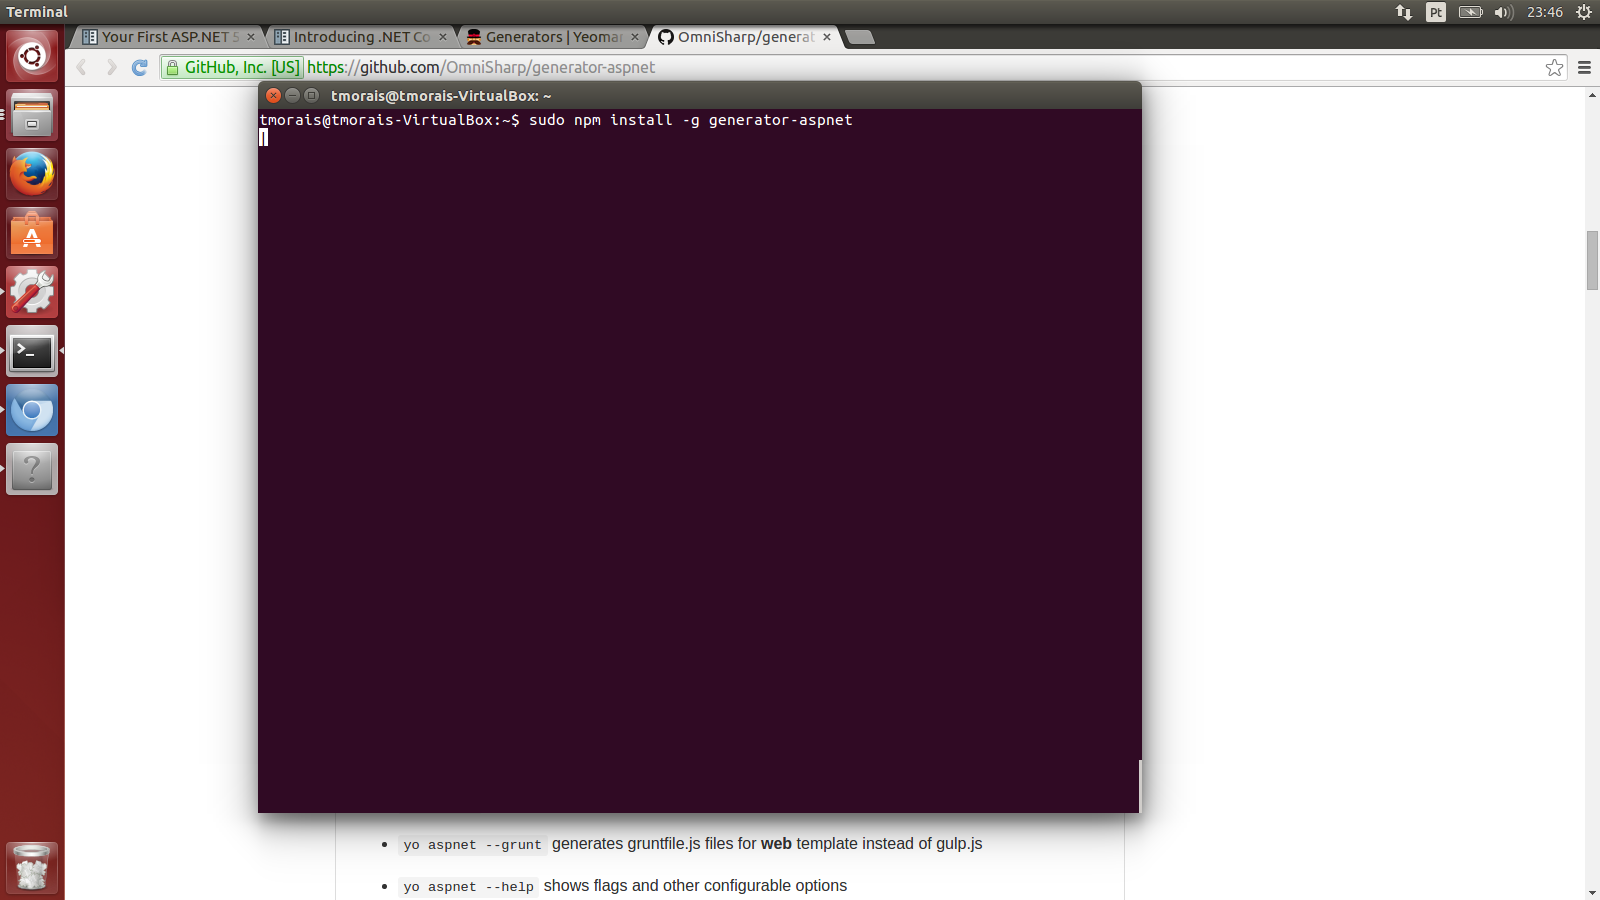 Terminal
Pt
23:46
Your First ASP.NET 5
Introducing .NET Co
Generators | Yeoman
OmniSharp/generat
GitHub, Inc. [US] https://github.com/OmniSharp/generator-aspnet
tmorais@tmorais-VirtualBox: ~
tmorais@tmorais-VirtualBox:~$ sudo npm install -g generator-aspnet
yo aspnet --grunt generates gruntfile.js files for web template instead of gulp.js
yo aspnet --help shows flags and other configurable options